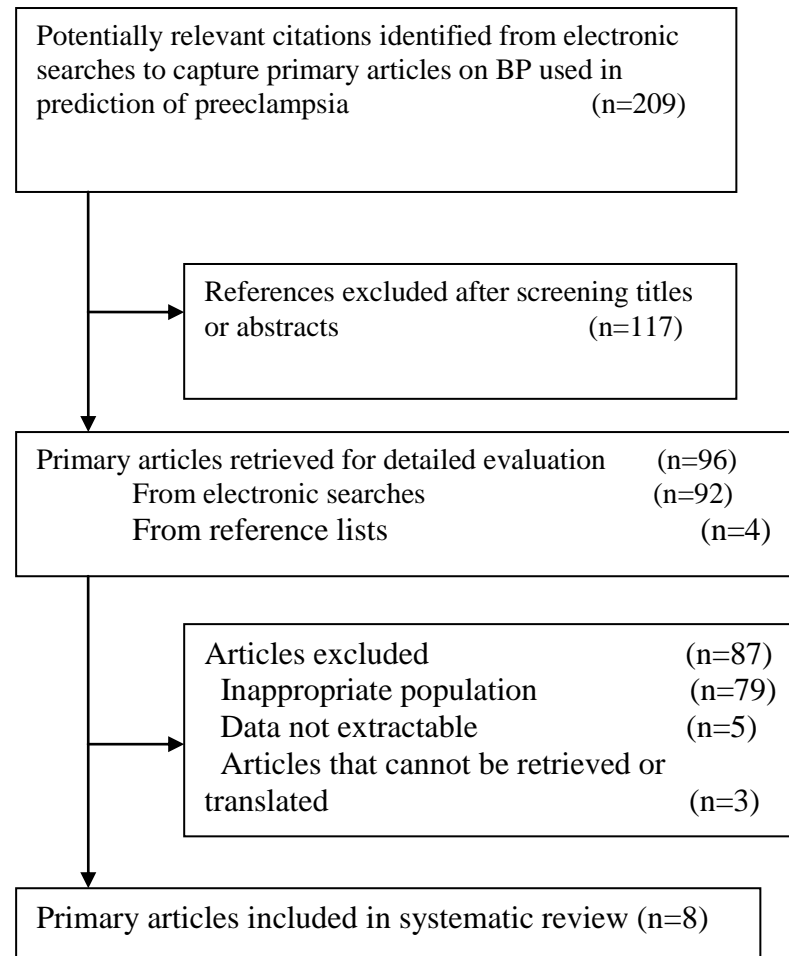 Potentially relevant citations identified from electronic
searches to capture primary articles on BP used in
prediction of preeclampsia (n=209)
References excluded after screening titles
or abstracts (n=117)
Primary articles retrieved for detailed evaluation (n=96)
From electronic searches (n=92)
From reference lists (n=4)
Articles excluded (n=87)
Inappropriate population (n=79)
Data not extractable (n=5)
Articles that cannot be retrieved or
translated (n=3)
Primary articles included in systematic review (n=8)